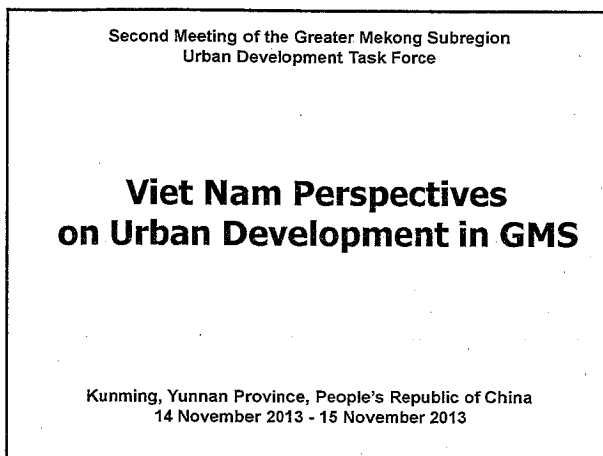 Second Meeting of the Greater Mekong Subregion
Urban Development Task Force
Viet Nam Perspectives
on Urban Development in GMS
Kunming, Yunnan Province, People's Republic of China
14 November 2013 - 15 November 2013